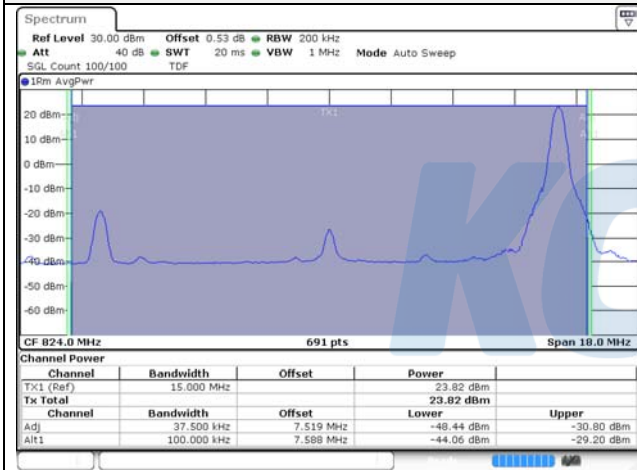 Spectrum
Ref Level 30.00 dBm Offset 0.53 dB RBW 200 kHz
Att 40 dB SWT 20 ms VBW 1 MHz Mode Auto Sweep
SGL Count 100/100 TDF
1Rm AvgPwr
TX1
20 dBm
10 dBm
0 dBm
-10 dBm
-20 dBm
-30 dBm
-40 dBm
-50 dBm
-60 dBm
CF 824.0 MHz 691 pts Span 18.0 MHz
Channel Power
Channel Bandwidth Offset Power
TX1 (Ref) 15.000 MHz 23.82 dBm
Tx Total 23.82 dBm
Channel Bandwidth Offset Lower Upper
Adj 37.500 kHz 7.519 MHz -48.44 dBm -30.80 dBm
Alt1 100.000 kHz 7.588 MHz -44.06 dBm -29.20 dBm
KC